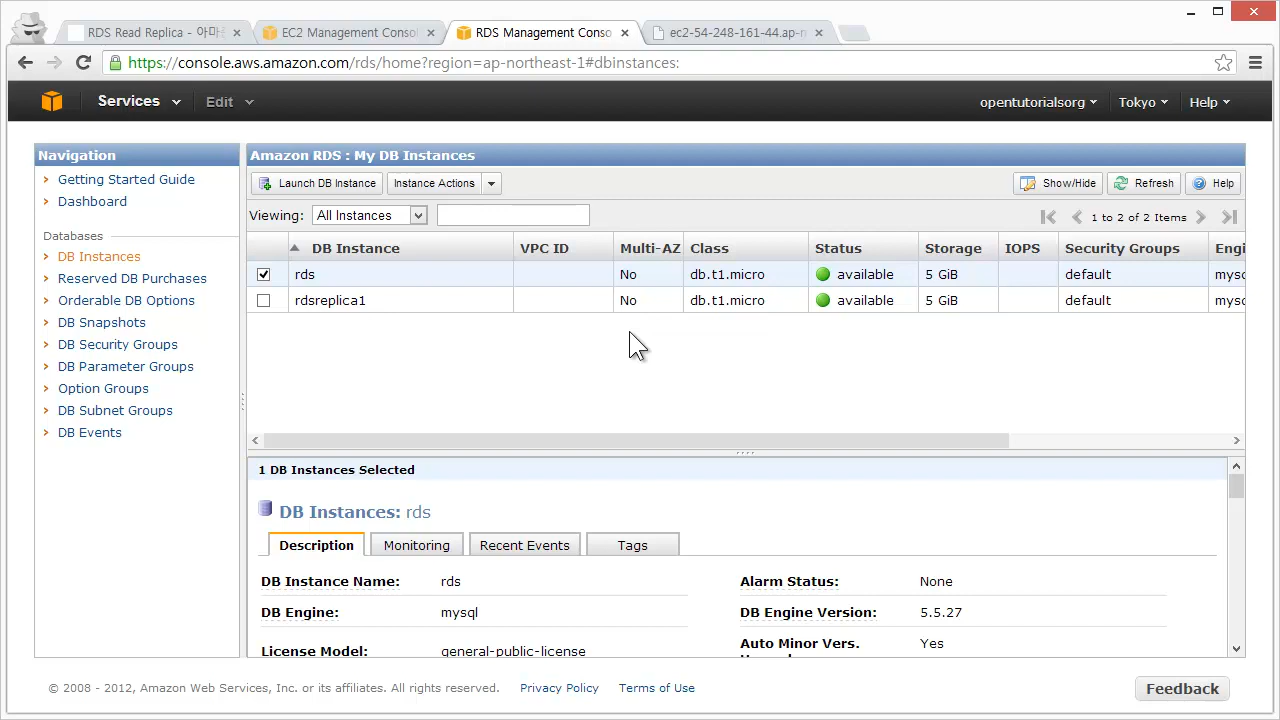 RDS Read Replica - 아마
EC2 Management Consol
RDS Management Conso
ec2-54-248-161-44.ap-n
https://console.aws.amazon.com/rds/home?region=ap-northeast-1#dbinstances:
Services Edit opentutorialsorg Tokyo Help
Navigation
Getting Started Guide
Dashboard
Databases
DB Instances
Reserved DB Purchases
Orderable DB Options
DB Snapshots
DB Security Groups
DB Parameter Groups
Option Groups
DB Subnet Groups
DB Events
Amazon RDS : My DB Instances
Launch DB Instance Instance Actions Show/Hide Refresh Help
Viewing: All Instances 1 to 2 of 2 Items
DB Instance VPC ID Multi-AZ Class Status Storage IOPS Security Groups Engi
rds No db.t1.micro available 5 GiB default mysq
rdsreplica1 No db.t1.micro available 5 GiB default mysq
1 DB Instances Selected
DB Instances: rds
Description Monitoring Recent Events Tags
DB Instance Name: rds Alarm Status: None
DB Engine: mysql DB Engine Version: 5.5.27
License Model: general-public-license Auto Minor Vers. Yes
© 2008 - 2012, Amazon Web Services, Inc. or its affiliates. All rights reserved. Privacy Policy Terms of Use Feedback